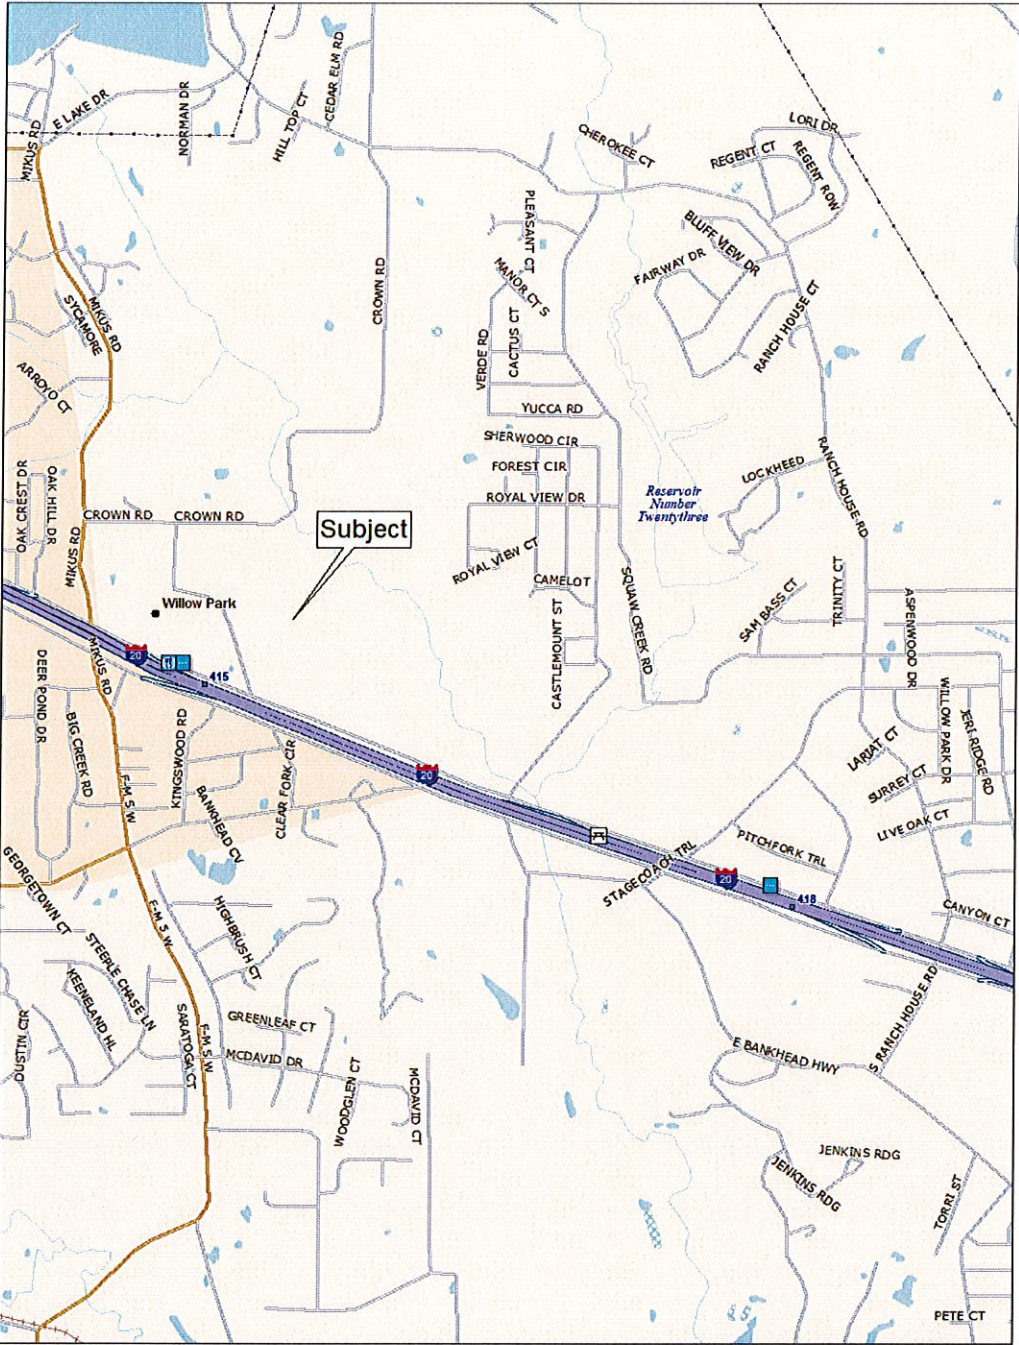 E LAKE DR
MIKUS RD
NORMAN DR
HILL TOP CT
CEDAR ELM RD
CHEROKEE CT
LORI DR
REGENT CT
REGENT ROW
PLEASANT CT
BLUFF VIEW DR
FAIRWAY DR
MANOR CT S
CROWN RD
RANCH HOUSE CT
MIKUS RD
SYCAMORE
VERDE RD
CACTUS CT
ARROYO CT
YUCCA RD
SHERWOOD CIR
FOREST CIR
RANCH HOUSE RD
LOCKHEED
OAK CREST DR
OAK HILL DR
ROYAL VIEW DR
Reservoir
Number
Twentythree
CROWN RD
CROWN RD
Subject
MIKUS RD
ROYAL VIEW CT
CAMELOT
SQUAW CREEK RD
SAM BASS CT
TRINITY CT
ASPENWOOD DR
Willow Park
CASTLEMOUNT ST
20
415
MIKUS RD
DEER POND DR
BIG CREEK RD
KINGSWOOD RD
CLEAR FORK CIR
WILLOW PARK DR
JERI RIDGE RD
LARIAT CT
SURREY CT
20
F-M 5 W
BANKHEAD CV
PITCHFORK TRL
LIVE OAK CT
STAGECOACH TRL
20
418
GEORGETOWN CT
F-M 5 W
HIGHBRUSH CT
CANYON CT
STEEPLE CHASE LN
KEENELAND HL
S RANCH HOUSE RD
DUSTIN CIR
SARATOGA CT
F-M 5 W
GREENLEAF CT
MCDAVID DR
WOODGLEN CT
MCDAVID CT
E BANKHEAD HWY
JENKINS RDG
JENKINS RDG
TORRI ST
PETE CT